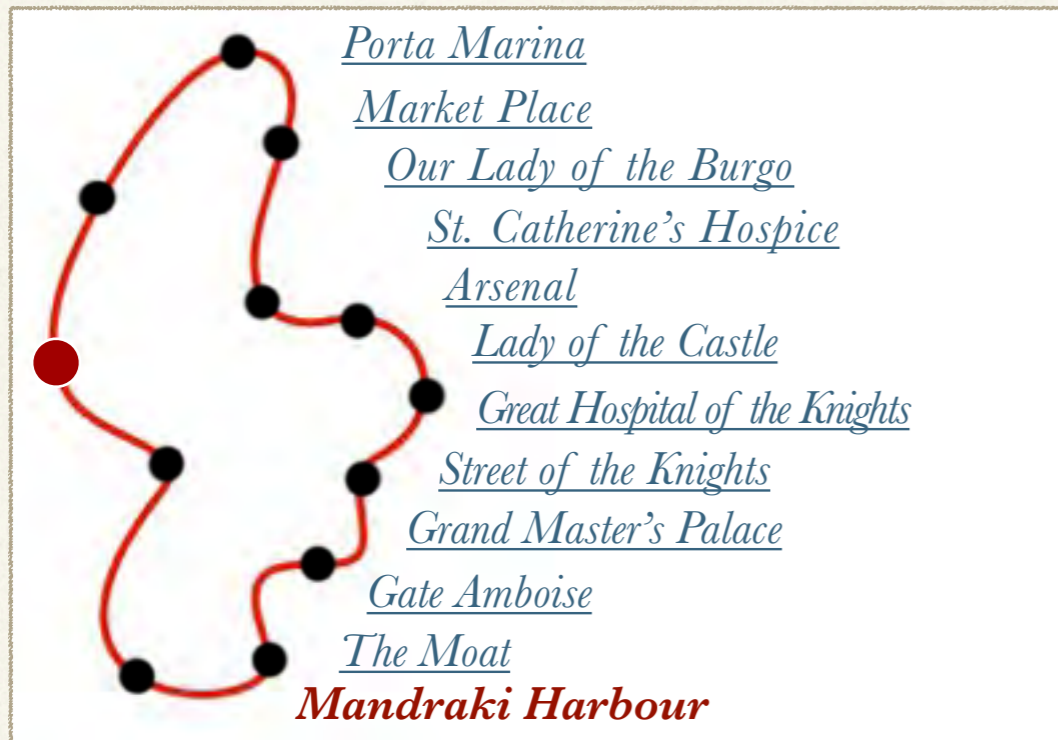 Porta Marina
Market Place
Our Lady of the Burgo
St. Catherine’s Hospice
Arsenal
Lady of the Castle
Great Hospital of the Knights
Street of the Knights
Grand Master’s Palace
Gate Amboise
The Moat
Mandraki Harbour